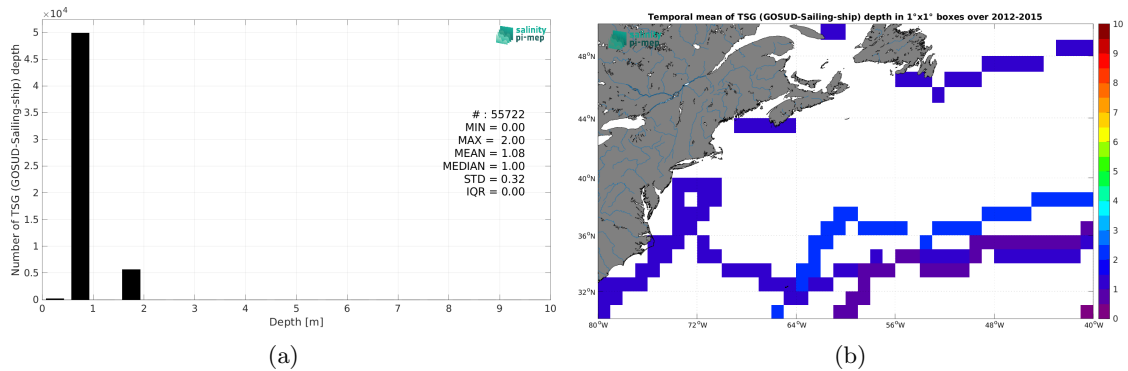 ×10⁴
5
4.5
4
3.5
3
2.5
2
1.5
1
0.5
0
Number of TSG (GOSUD-Sailing-ship) depth
0 1 2 3 4 5 6 7 8 9 10
Depth [m]
salinity
pi-mep
# : 55722
MIN = 0.00
MAX = 2.00
MEAN = 1.08
MEDIAN = 1.00
STD = 0.32
IQR = 0.00
(a)
Temporal mean of TSG (GOSUD-Sailing-ship) depth in 1°x1° boxes over 2012-2015
salinity
pi-mep
48°N
44°N
40°N
36°N
32°N
80°W 72°W 64°W 56°W 48°W 40°W
10
9
8
7
6
5
4
3
2
1
0
(b)